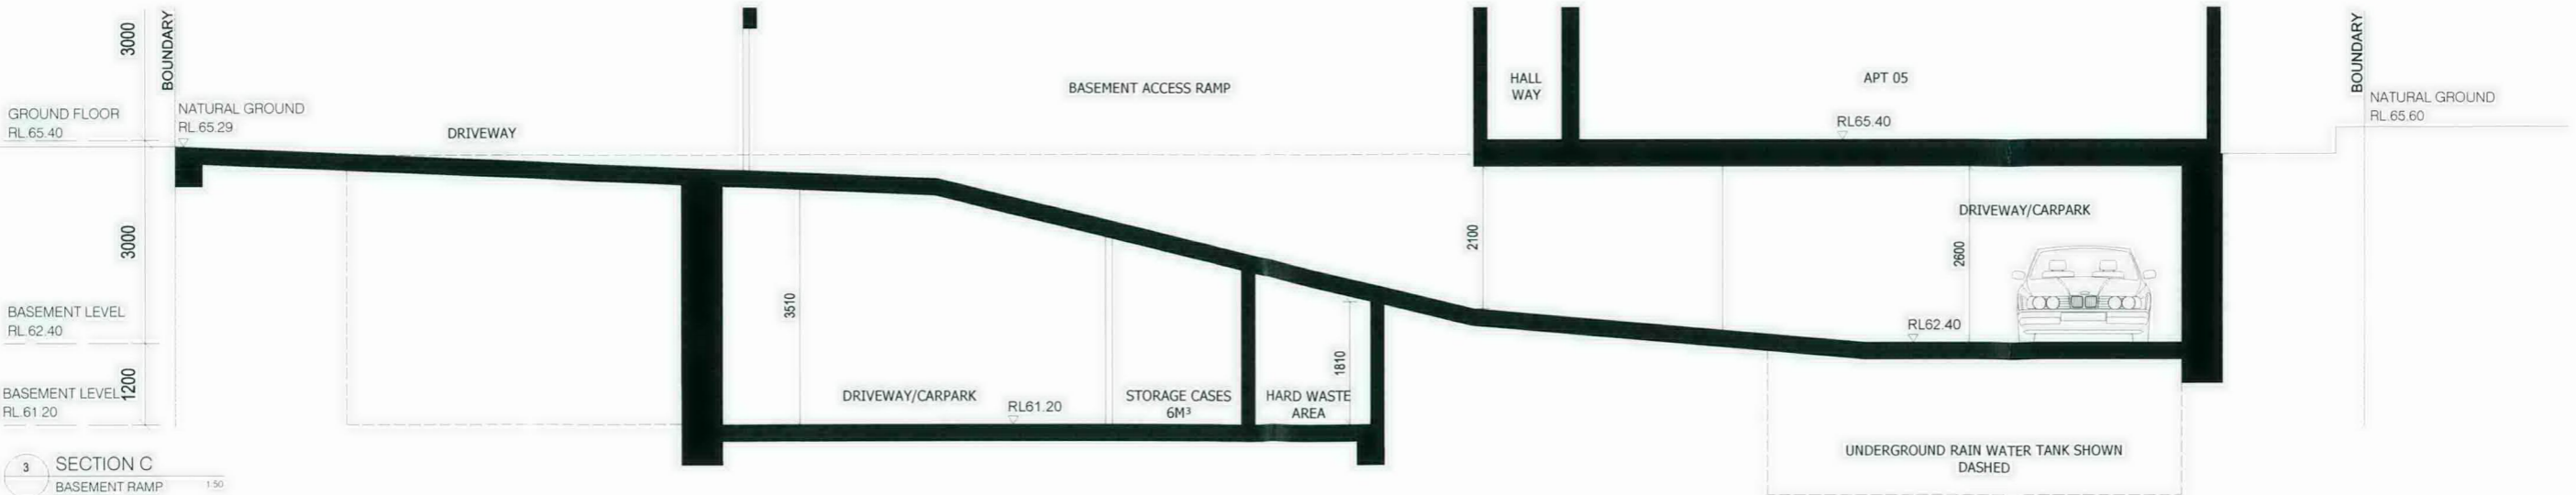 3000
BOUNDARY
GROUND FLOOR
RL.65.40
NATURAL GROUND
RL.65.29
DRIVEWAY
BASEMENT ACCESS RAMP
HALL
WAY
APT 05
RL65.40
BOUNDARY
NATURAL GROUND
RL.65.60
3000
3510
2100
2600
DRIVEWAY/CARPARK
BASEMENT LEVEL
RL.62.40
RL62.40
1200
BASEMENT LEVEL
RL.61.20
DRIVEWAY/CARPARK
RL61.20
STORAGE CASES
6M³
HARD WASTE
AREA
1810
UNDERGROUND RAIN WATER TANK SHOWN
DASHED
3
SECTION C
BASEMENT RAMP
1:50